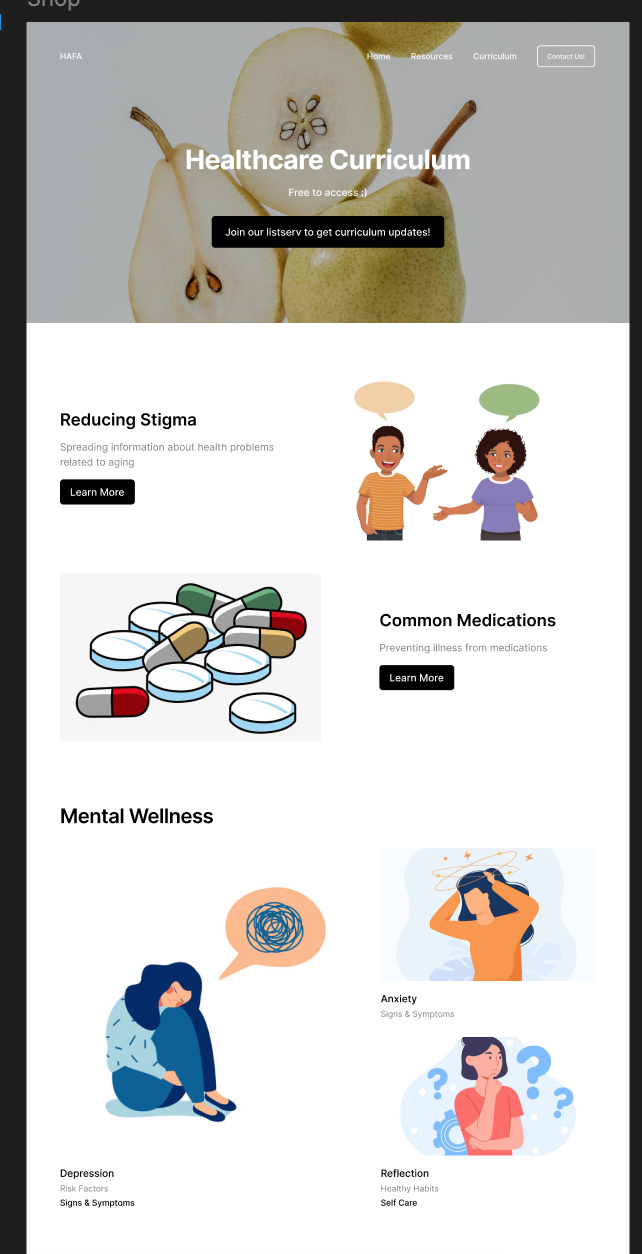 Shop
HAFA
Home Resources Curriculum Contact Us!
Healthcare Curriculum
Free to access :)
Join our listserv to get curriculum updates!
Reducing Stigma
Spreading information about health problems
related to aging
Learn More
Common Medications
Preventing illness from medications
Learn More
Mental Wellness
Anxiety
Signs & Symptoms
Depression
Risk Factors
Signs & Symptoms
Reflection
Healthy Habits
Self Care